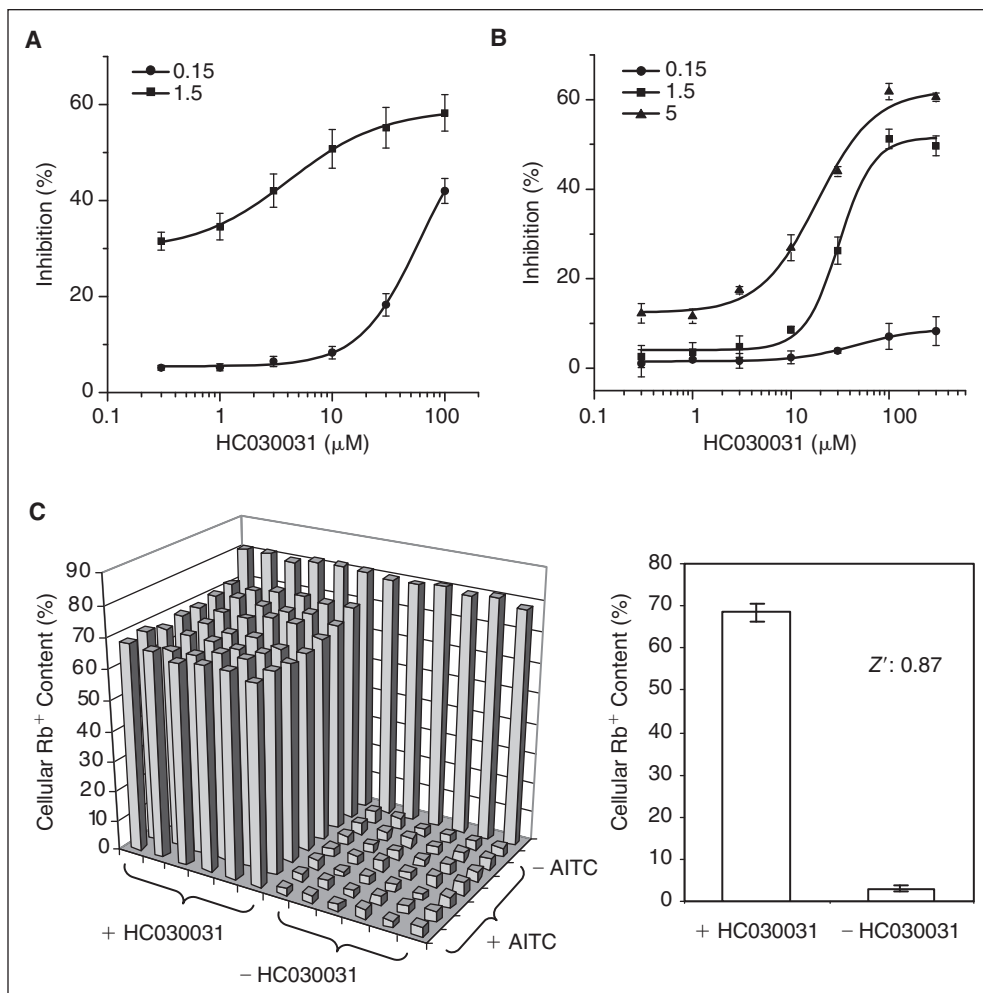 A
0.15
1.5
60
40
20
0
Inhibition (%)
0.1
1
10
100
HC030031 (μM)
B
0.15
1.5
5
60
40
20
0
Inhibition (%)
0.1
1
10
100
HC030031 (μM)
C
90
80
70
60
50
40
30
20
10
0
Cellular Rb⁺ Content (%)
+ HC030031
− HC030031
− AITC
+ AITC
80
70
60
50
40
30
20
10
0
Cellular Rb⁺ Content (%)
Z′: 0.87
+ HC030031
− HC030031